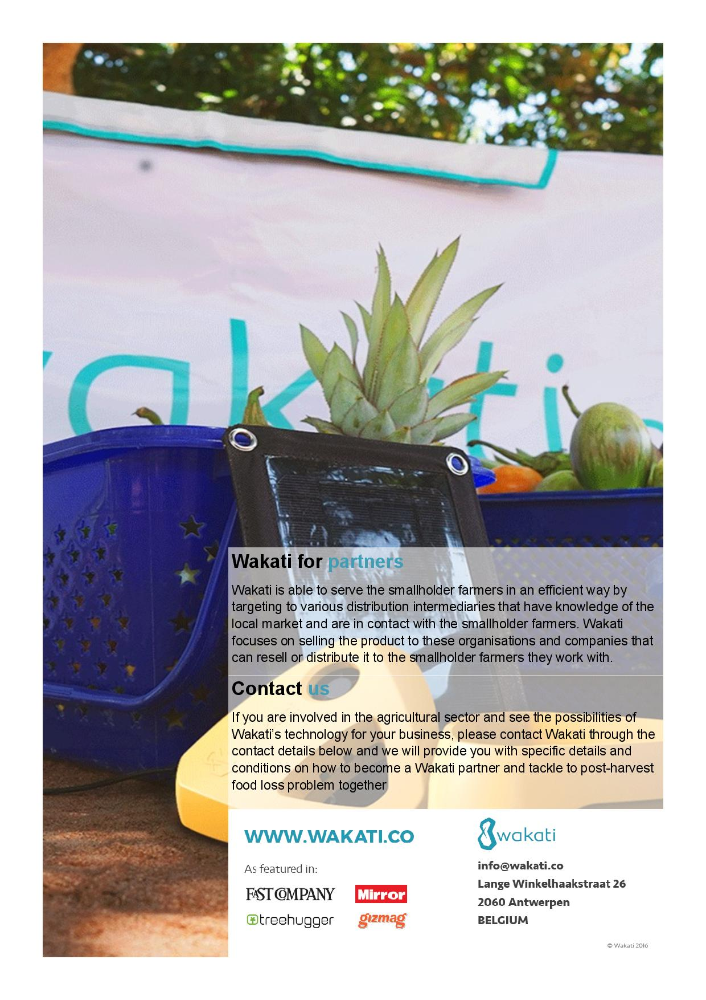 wakati
Wakati for partners
Wakati is able to serve the smallholder farmers in an efficient way by
targeting to various distribution intermediaries that have knowledge of the
local market and are in contact with the smallholder farmers. Wakati
focuses on selling the product to these organisations and companies that
can resell or distribute it to the smallholder farmers they work with.
Contact us
If you are involved in the agricultural sector and see the possibilities of
Wakati’s technology for your business, please contact Wakati through the
contact details below and we will provide you with specific details and
conditions on how to become a Wakati partner and tackle to post-harvest
food loss problem together
WWW.WAKATI.CO
As featured in:
FAST COMPANY
Mirror
treehugger
gizmag
wakati
info@wakati.co
Lange Winkelhaakstraat 26
2060 Antwerpen
BELGIUM
© Wakati 2016